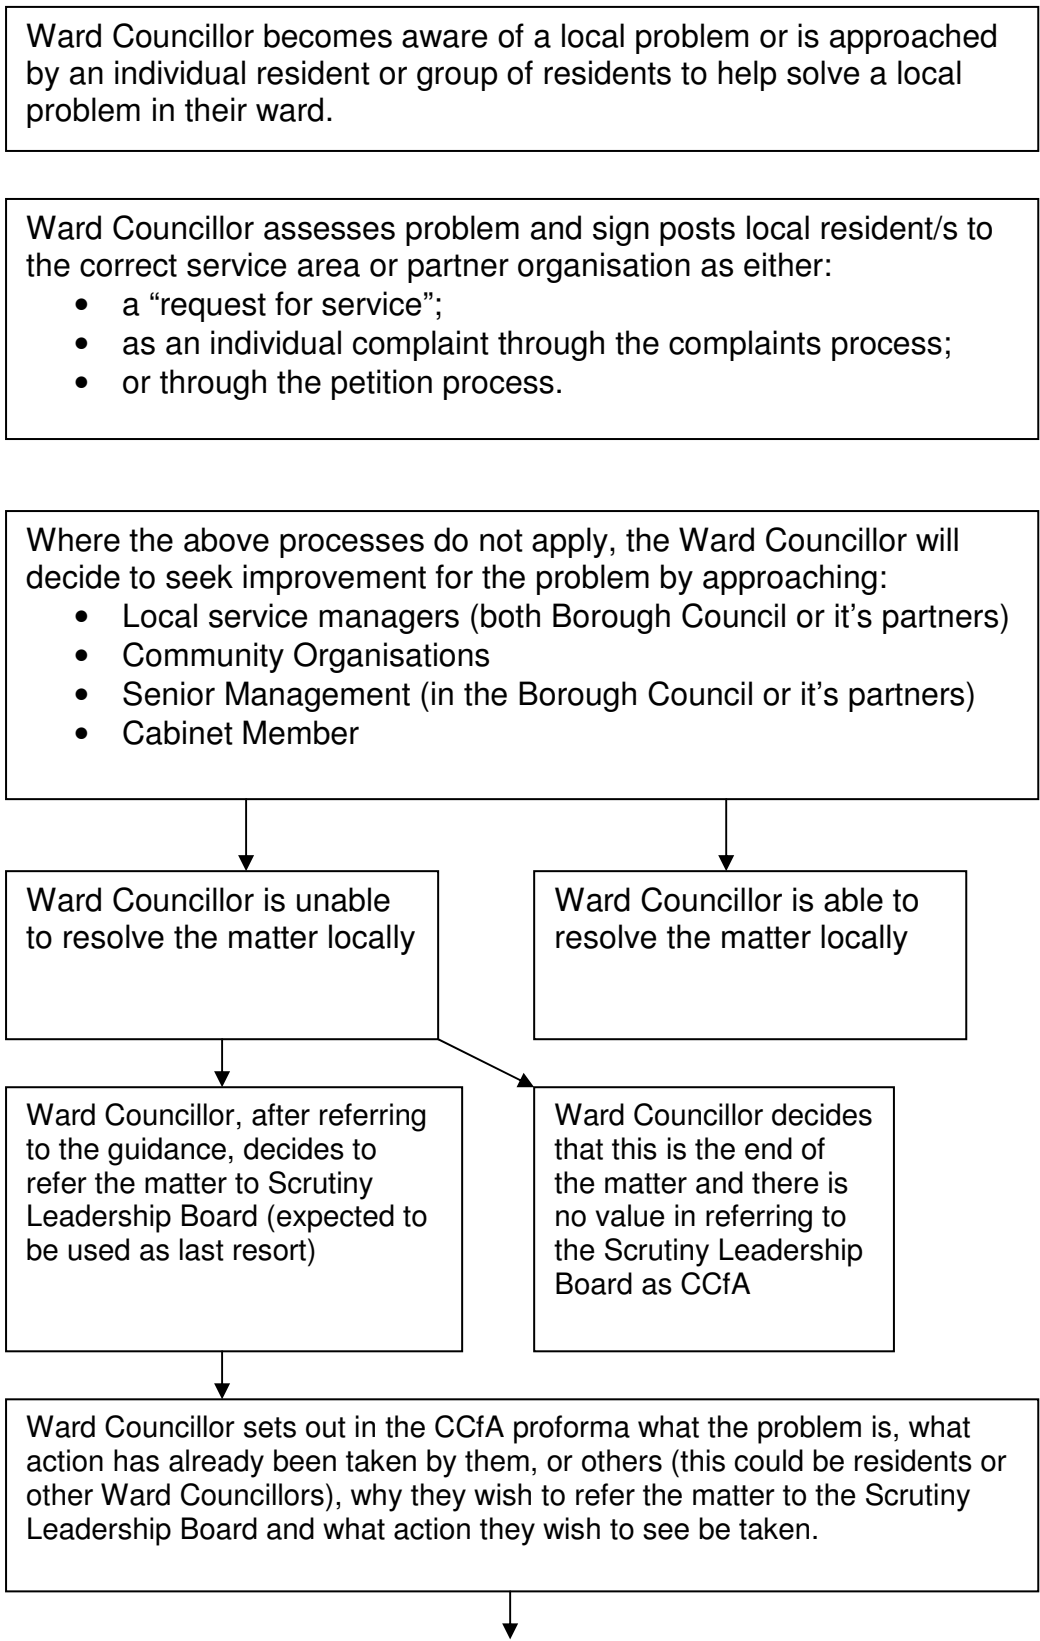 Ward Councillor becomes aware of a local problem or is approached
by an individual resident or group of residents to help solve a local
problem in their ward.
Ward Councillor assesses problem and sign posts local resident/s to
the correct service area or partner organisation as either:
• a “request for service”;
• as an individual complaint through the complaints process;
• or through the petition process.
Where the above processes do not apply, the Ward Councillor will
decide to seek improvement for the problem by approaching:
• Local service managers (both Borough Council or it’s partners)
• Community Organisations
• Senior Management (in the Borough Council or it’s partners)
• Cabinet Member
Ward Councillor is unable
to resolve the matter locally
Ward Councillor is able to
resolve the matter locally
Ward Councillor, after referring
to the guidance, decides to
refer the matter to Scrutiny
Leadership Board (expected to
be used as last resort)
Ward Councillor decides
that this is the end of
the matter and there is
no value in referring to
the Scrutiny Leadership
Board as CCfA
Ward Councillor sets out in the CCfA proforma what the problem is, what
action has already been taken by them, or others (this could be residents or
other Ward Councillors), why they wish to refer the matter to the Scrutiny
Leadership Board and what action they wish to see be taken.